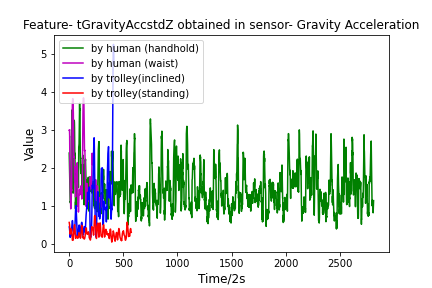 Feature- tGravityAccstdZ obtained in sensor- Gravity Acceleration
by human (handhold)
by human (waist)
by trolley(inclined)
by trolley(standing)
Value
5
4
3
2
1
0
0
500
1000
1500
2000
2500
Time/2s